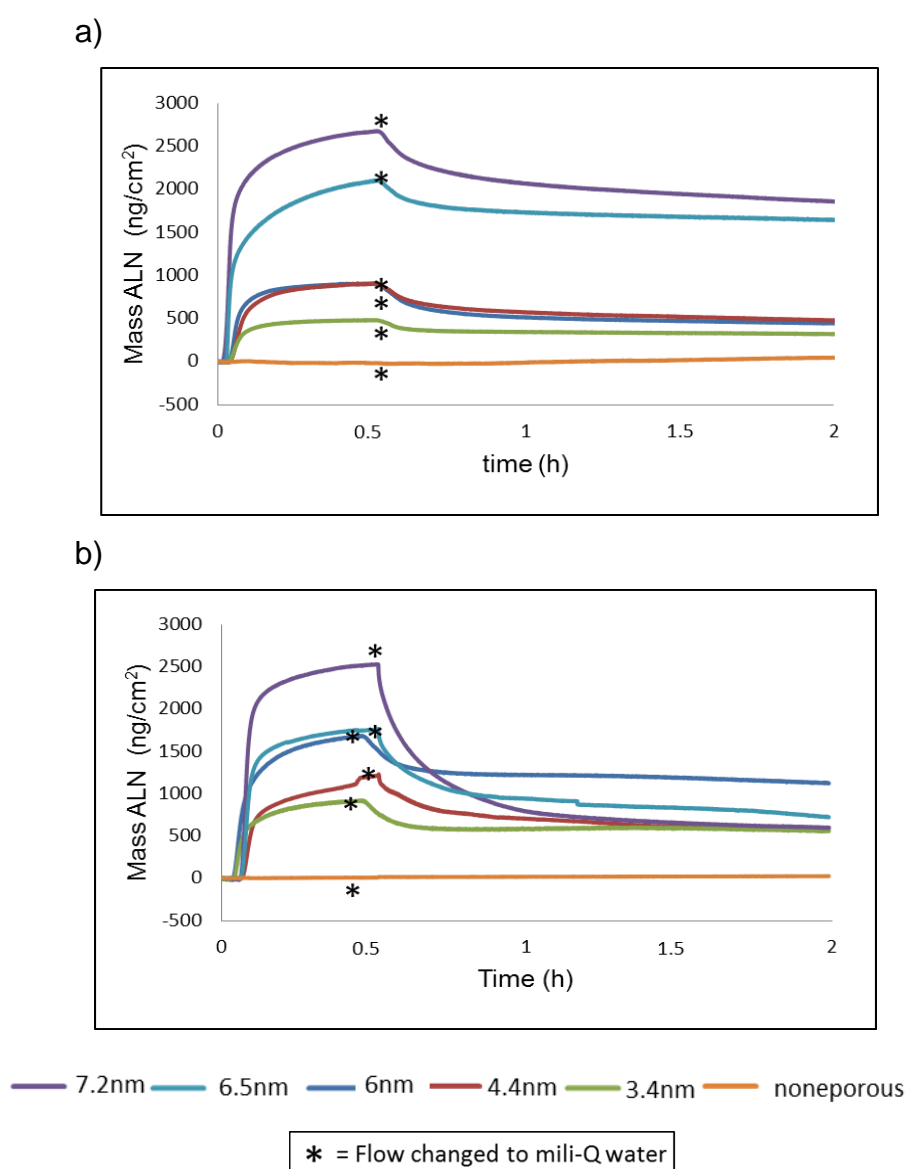 a)
Mass ALN (ng/cm²)
3000
2500
2000
1500
1000
500
0
-500
0 0.5 1 1.5 2
time (h)
b)
Mass ALN (ng/cm²)
3000
2500
2000
1500
1000
500
0
-500
0 0.5 1 1.5 2
Time (h)
7.2nm 6.5nm 6nm 4.4nm 3.4nm noneporous
* = Flow changed to mili-Q water